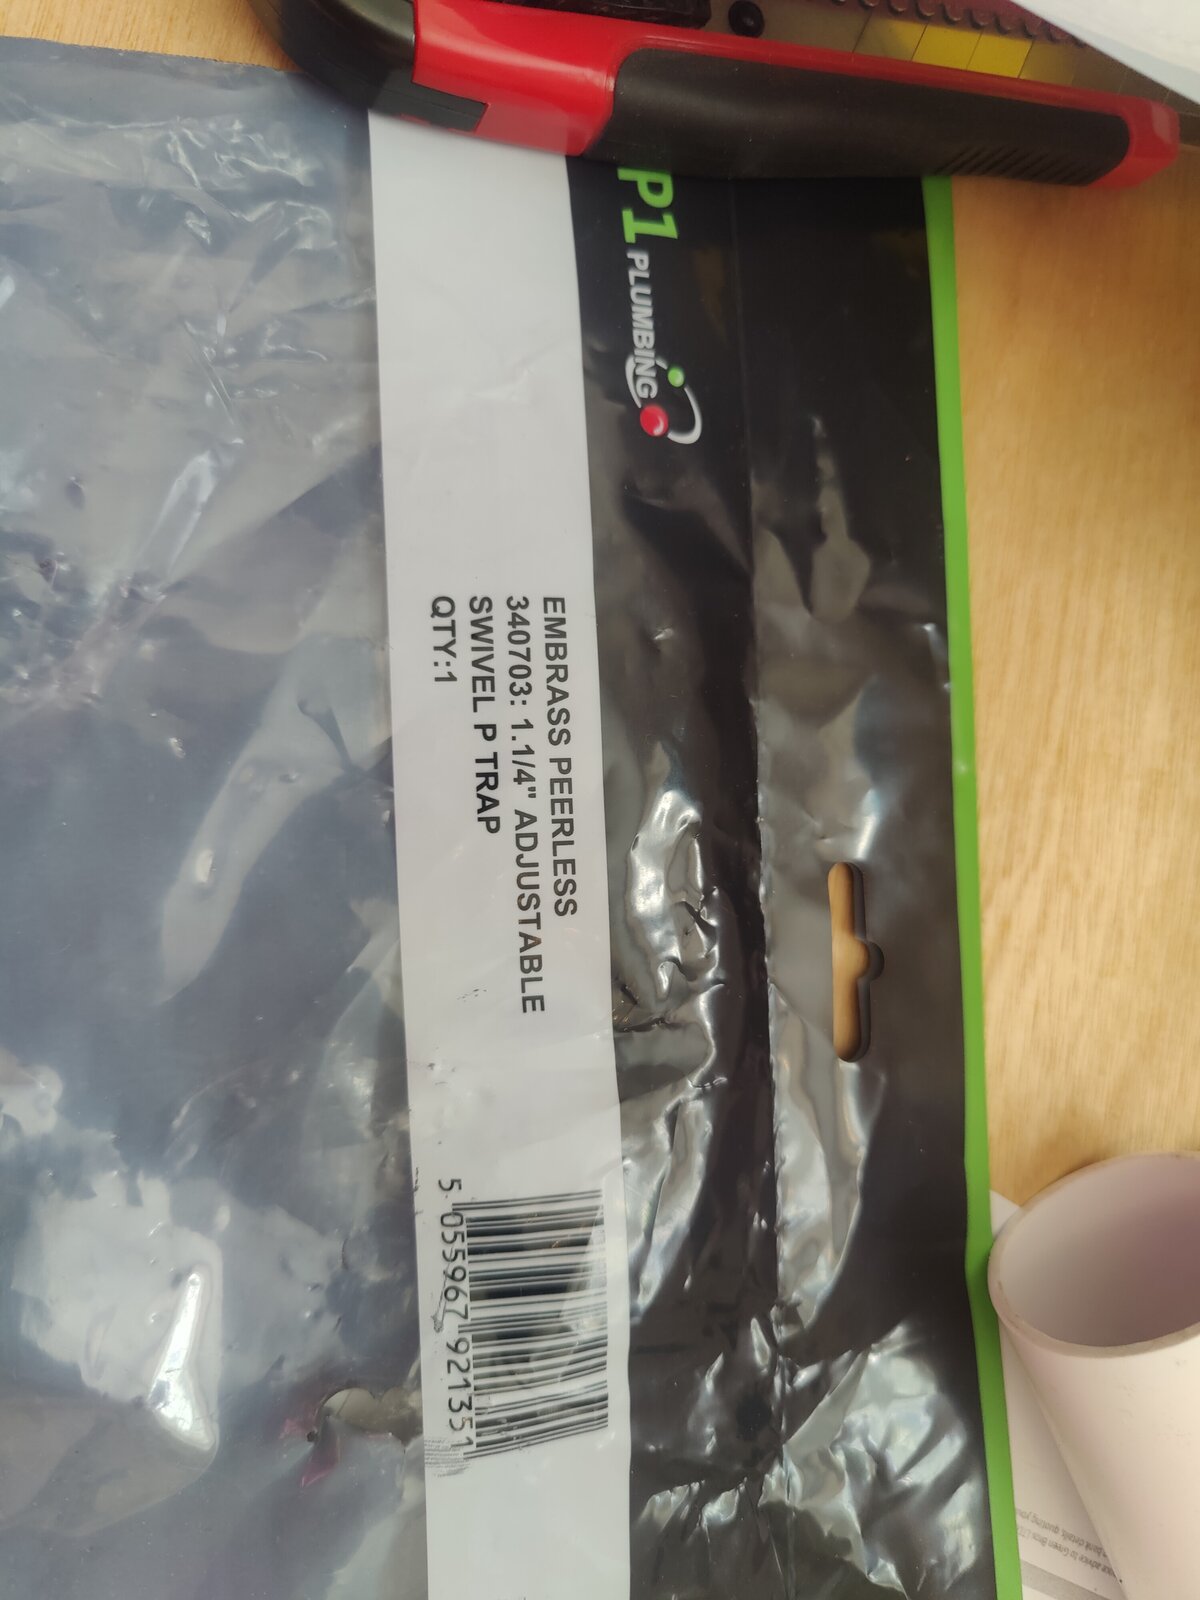 P1 PLUMBING
EMBRASS PEERLESS
340703: 1.1/4" ADJUSTABLE
SWIVEL P TRAP
QTY:1
5 055967 921351